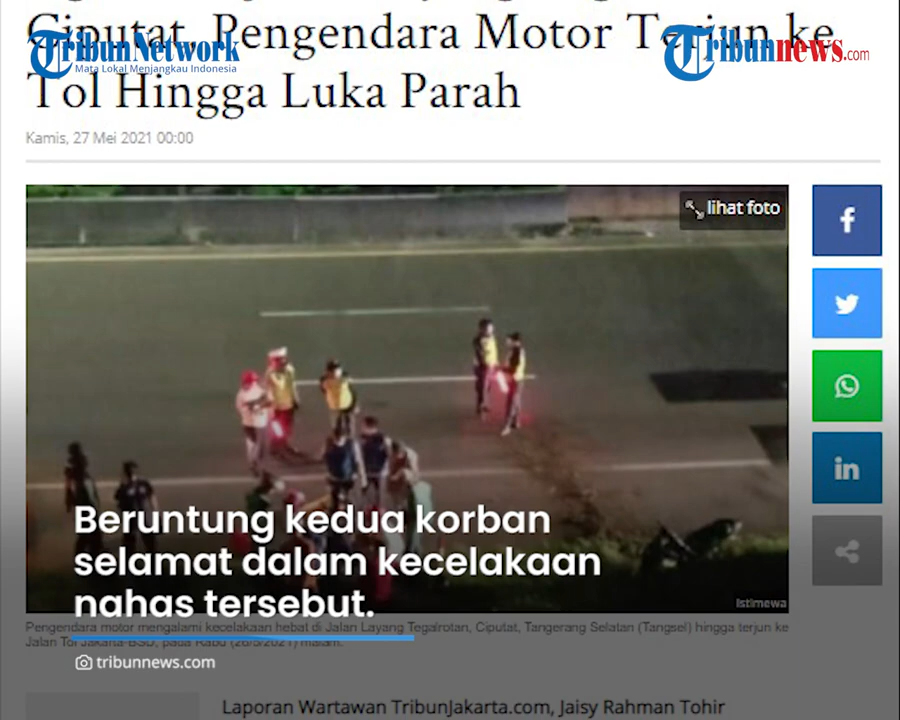 Ciputat, Pengendara Motor Terjun ke
Tribun Network
Mata Lokal Menjangkau Indonesia
Tribunnews.com
Tol Hingga Luka Parah
Kamis, 27 Mei 2021 00:00
lihat foto
Beruntung kedua korban
selamat dalam kecelakaan
nahas tersebut.
Istimewa
Pengendara motor mengalami kecelakaan hebat di Jalan Layang Tegalrotan, Ciputat, Tangerang Selatan (Tangsel) hingga terjun ke
Jalan Tol Jakarta-BSD, pada Rabu (26/5/2021) malam.
tribunnews.com
Laporan Wartawan TribunJakarta.com, Jaisy Rahman Tohir